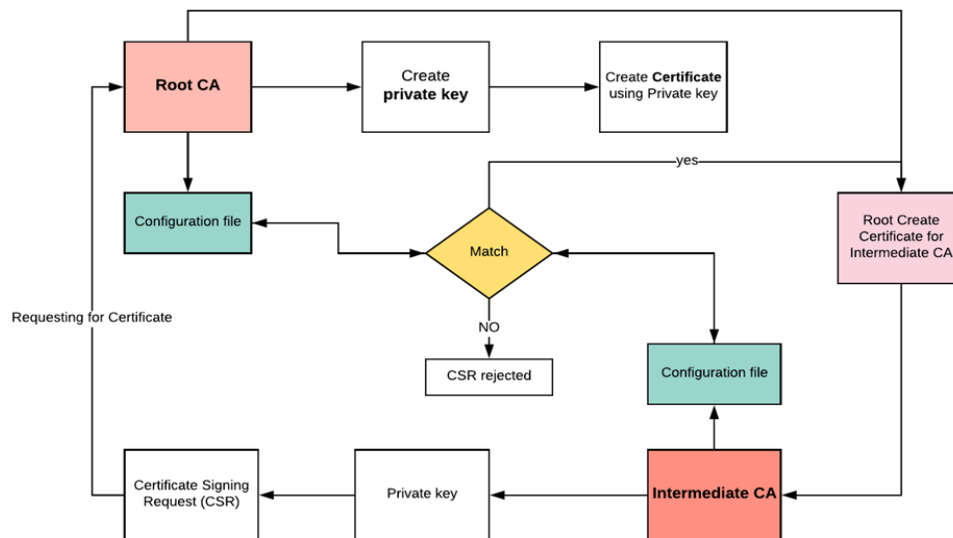 yes
Root CA
Create
private key
Create Certificate
using Private key
yes
Configuration file
Match
Root Create
Certificate for
Intermediate CA
Requesting for Certificate
NO
CSR rejected
Configuration file
Certificate Signing
Request (CSR)
Private key
Intermediate CA